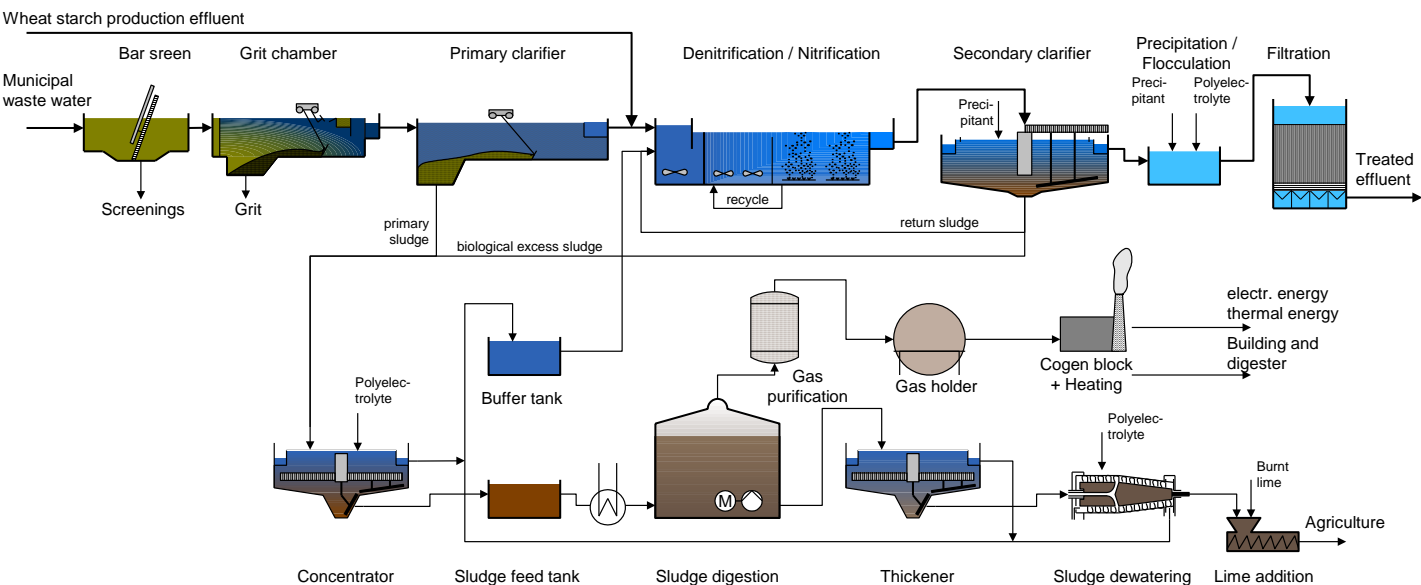 Wheat starch production effluent
Bar sreen
Grit chamber
Primary clarifier
Denitrification / Nitrification
Secondary clarifier
Precipitation /
Flocculation
Filtration
Municipal
waste water
Preci-
pitant
Preci-
pitant
Polyelec-
trolyte
Treated
effluent
Screenings
Grit
recycle
primary
sludge
biological excess sludge
return sludge
electr. energy
thermal energy
Building and
digester
Cogen block
+ Heating
Gas holder
Gas
purification
Buffer tank
Polyelec-
trolyte
Polyelec-
trolyte
M
Burnt
lime
Agriculture
Concentrator
Sludge feed tank
Sludge digestion
Thickener
Sludge dewatering
Lime addition